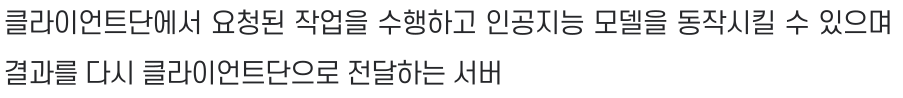 클라이언트단에서 요청된 작업을 수행하고 인공지능 모델을 동작시킬 수 있으며
결과를 다시 클라이언트단으로 전달하는 서버